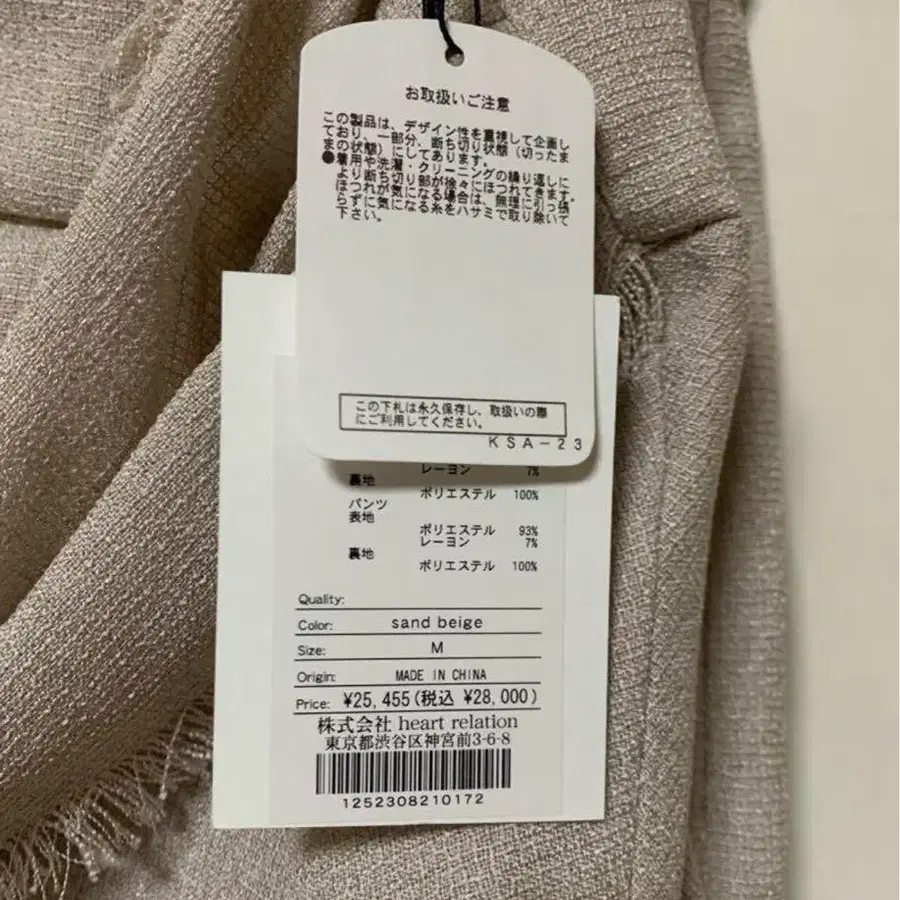 お取扱いご注意
この製品は、デザイン性を重視して企画し
ており、一部分、断ち切り状態（切ったま
まの状態）にしてあります。
●着用や洗濯・クリーニングの繰り返しに
より断ち切り部が徐々にほつれてきます。
ほつれが気になる場合は、無理に引っ張
らずに気になる糸をハサミで取り除いて
下さい。
この下札は永久保存し、取扱いの際
にご利用してください。
KSA-23
レーヨン 7%
裏地
ポリエステル 100%
パンツ
表地
ポリエステル 93%
レーヨン 7%
裏地
ポリエステル 100%
Quality:
Color: sand beige
Size: M
Origin: MADE IN CHINA
Price: ¥25,455(税込 ¥28,000)
株式会社 heart relation
東京都渋谷区神宮前3-6-8
1252308210172